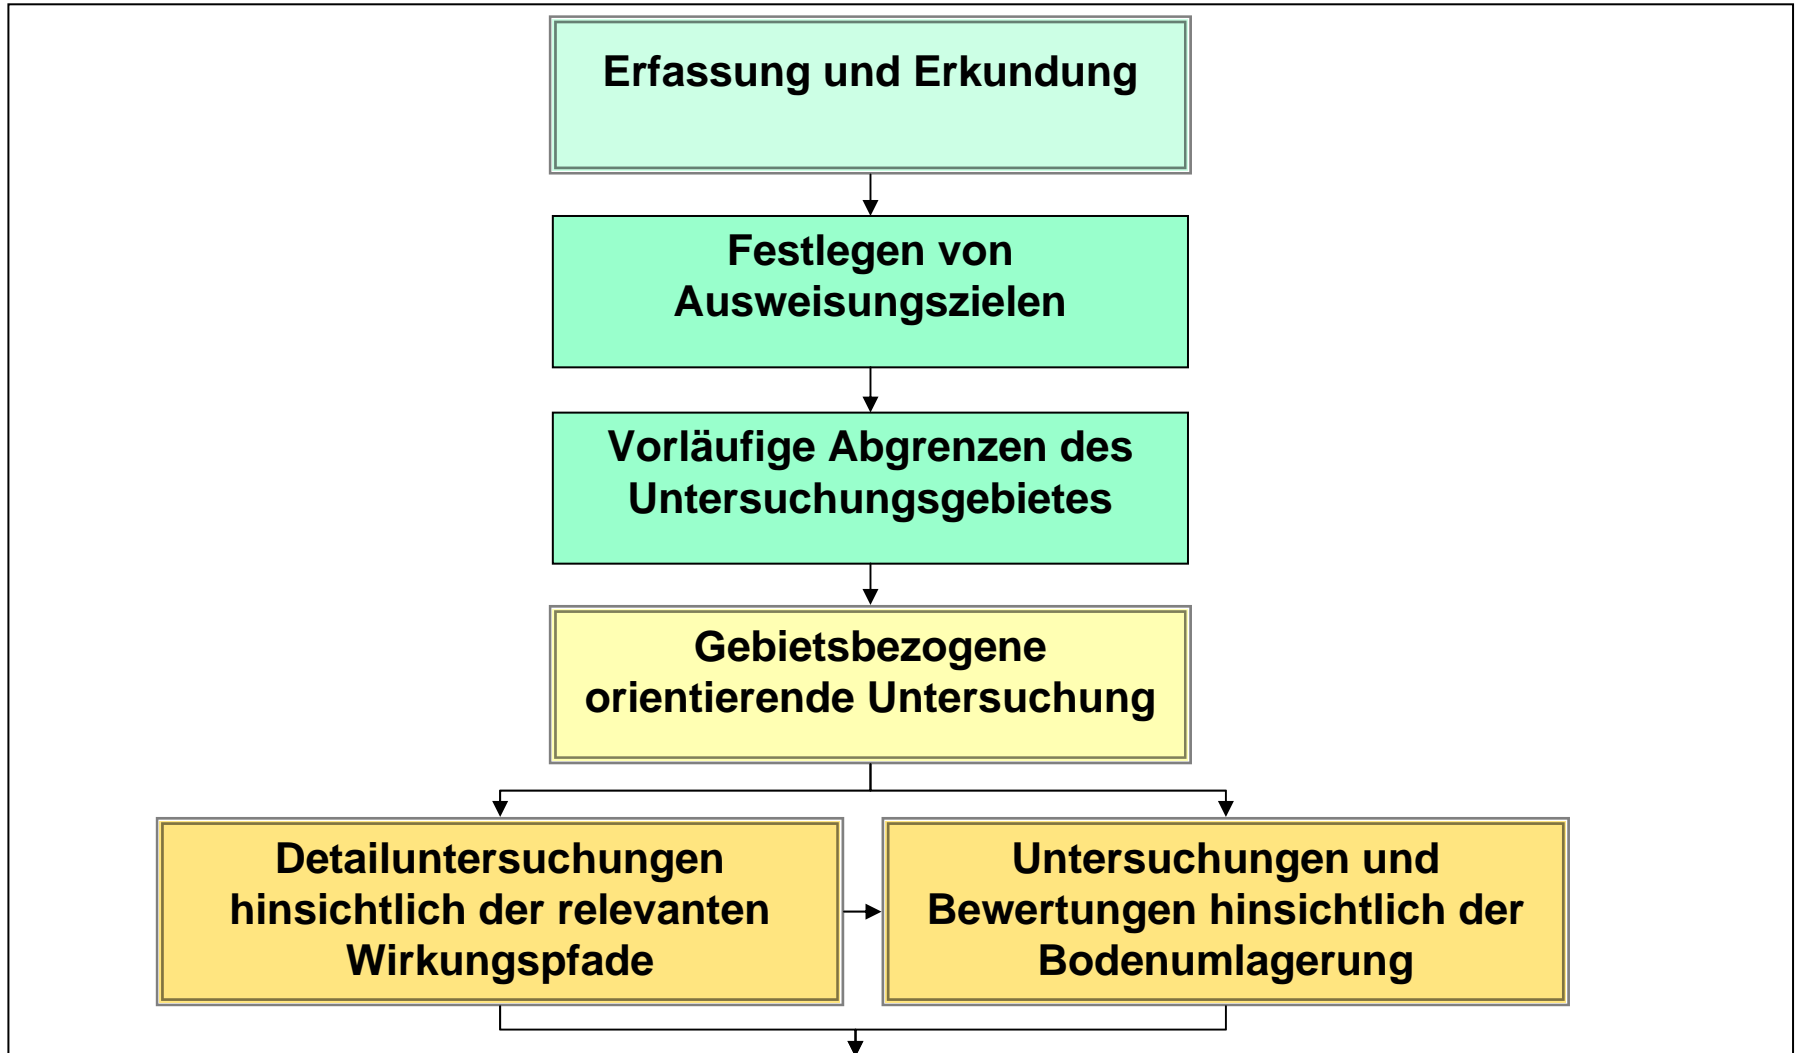 Erfassung und Erkundung
Festlegen von
Ausweisungszielen
Vorläufige Abgrenzen des
Untersuchungsgebietes
Gebietsbezogene
orientierende Untersuchung
Detailuntersuchungen
hinsichtlich der relevanten
Wirkungspfade
Untersuchungen und
Bewertungen hinsichtlich der
Bodenumlagerung